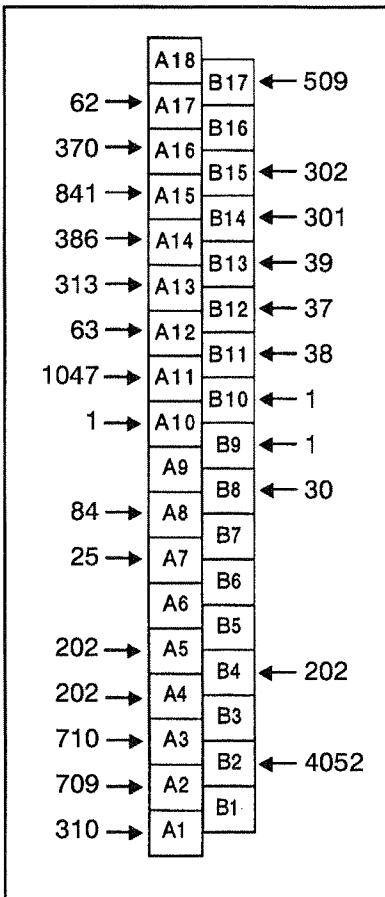 A18
B17 509
62 A17
B16
370 A16
B15 302
841 A15
B14 301
386 A14
B13 39
313 A13
B12 37
63 A12
B11 38
1047 A11
B10 1
1 A10
B9 1
A9
B8 30
84 A8
B7
25 A7
B6
A6
B5
202 A5
B4 202
202 A4
B3
710 A3
B2 4052
709 A2
B1
310 A1